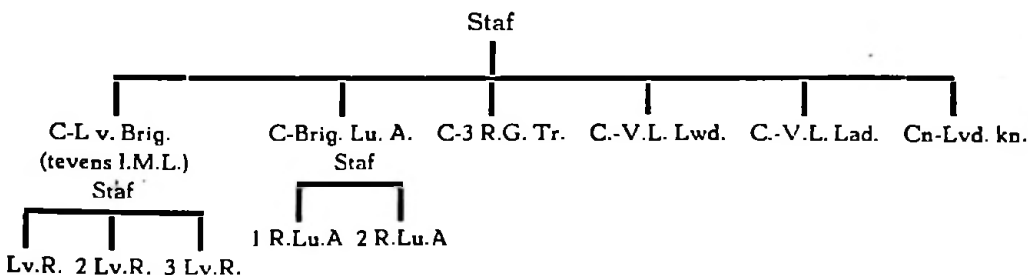 Staf
C-L v. Brig. C-Brig. Lu. A. C-3 R.G. Tr. C.-V.L. Lwd. C.-V.L. Lad. Cn-Lvd. kn.
(tevens I.M.L.) Staf
Staf
1 R.Lu.A 2 R.Lu.A
Lv.R. 2 Lv.R. 3 Lv.R.